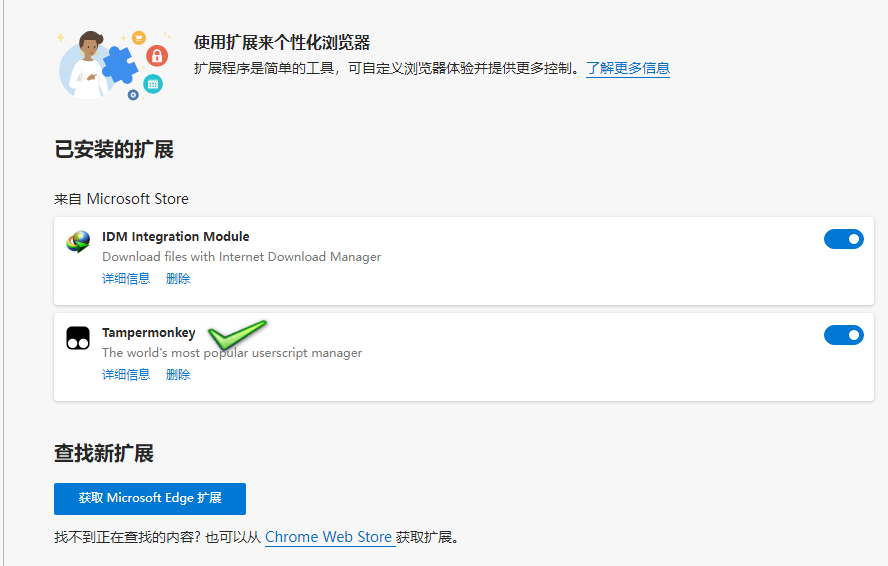 使用扩展来个性化浏览器
扩展程序是简单的工具，可自定义浏览器体验并提供更多控制。了解更多信息
已安装的扩展
来自 Microsoft Store
IDM Integration Module
Download files with Internet Download Manager
详细信息 删除
Tampermonkey
The world's most popular userscript manager
详细信息 删除
查找新扩展
获取 Microsoft Edge 扩展
找不到正在查找的内容? 也可以从 Chrome Web Store 获取扩展。